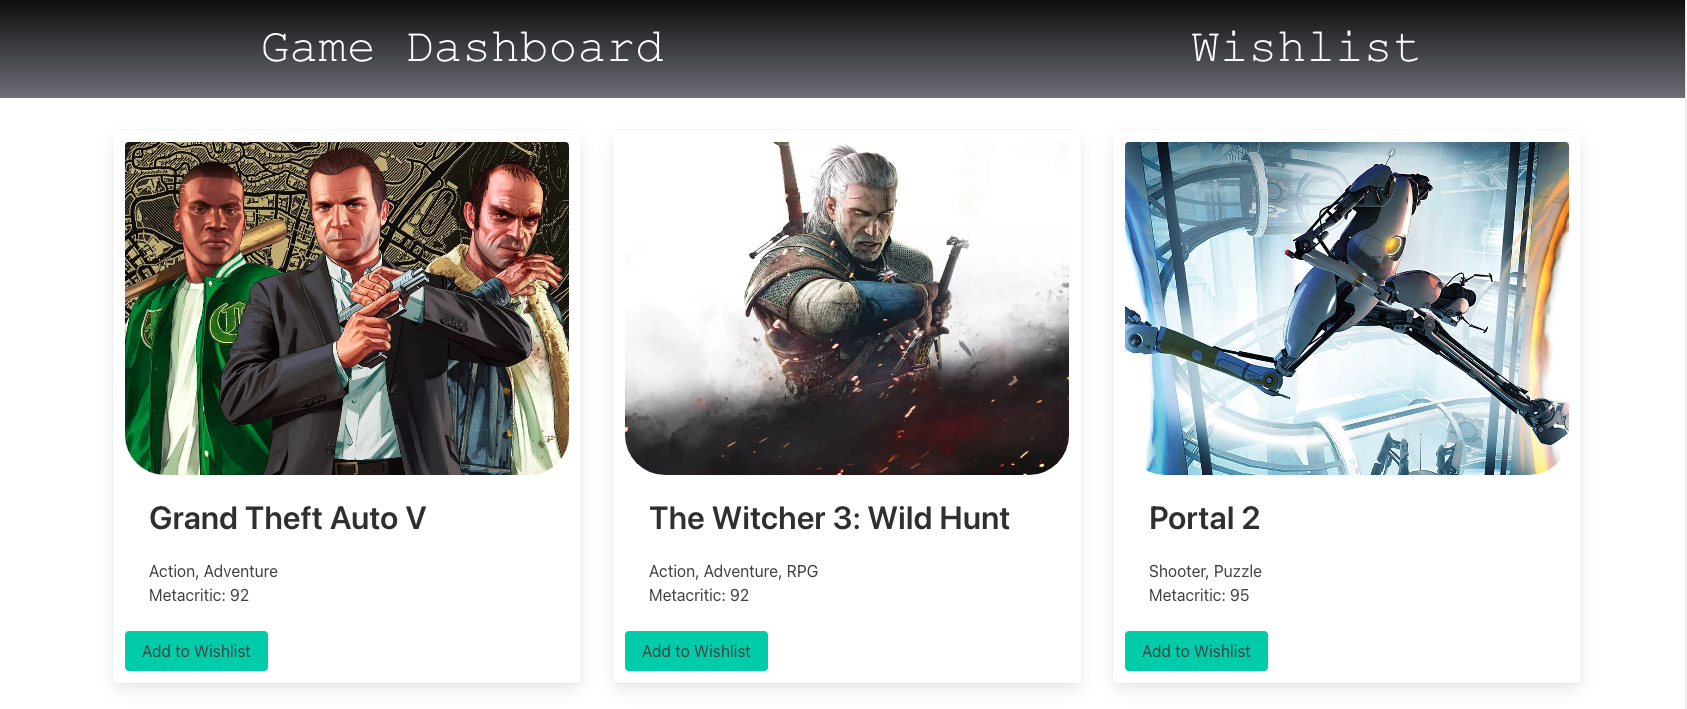 Game Dashboard
Wishlist
Grand Theft Auto V
Action, Adventure
Metacritic: 92
Add to Wishlist
The Witcher 3: Wild Hunt
Action, Adventure, RPG
Metacritic: 92
Add to Wishlist
Portal 2
Shooter, Puzzle
Metacritic: 95
Add to Wishlist